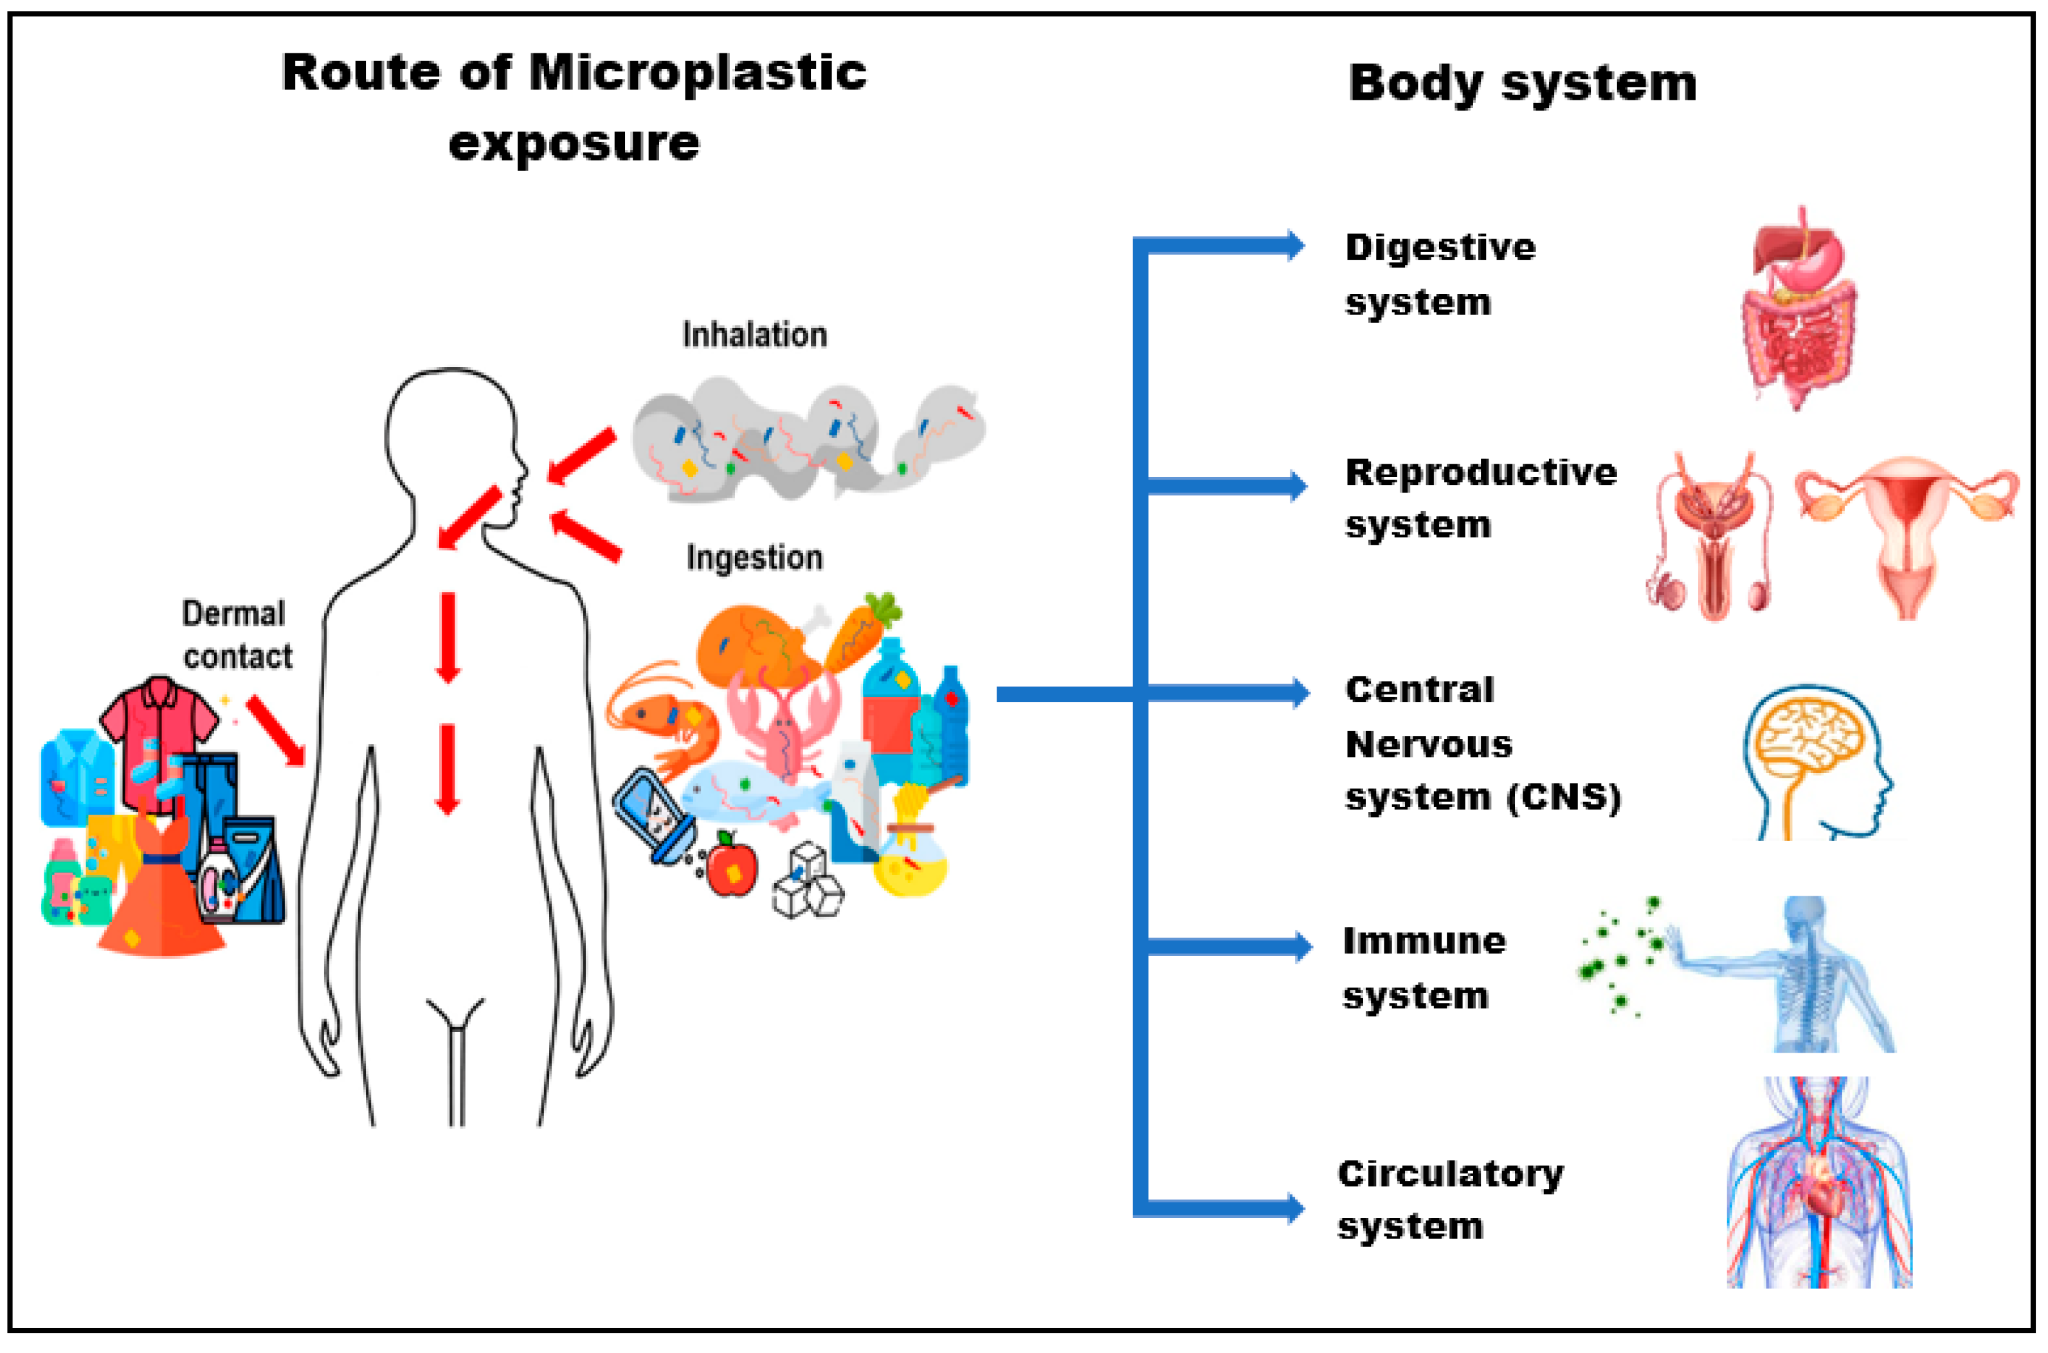 Route of Microplastic
exposure
Inhalation
Ingestion
Dermal
contact
Body system
Digestive
system
Reproductive
system
Central
Nervous
system (CNS)
Immune
system
Circulatory
system